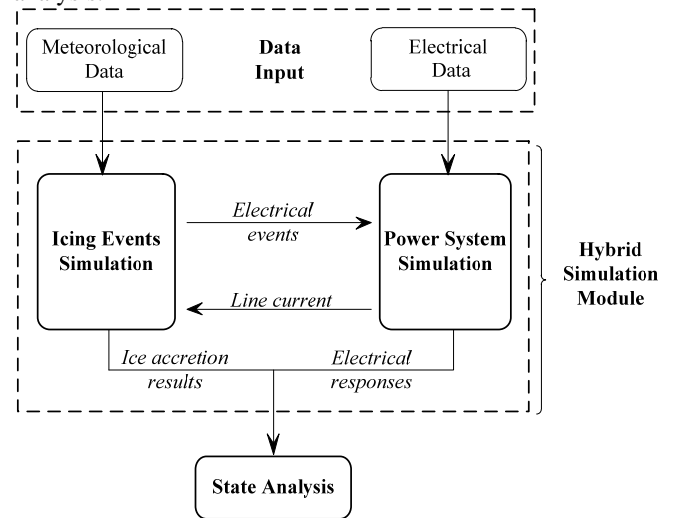 analysis.
Meteorological
Data
Data
Input
Electrical
Data
Icing Events
Simulation
Electrical
events
Power System
Simulation
Line current
Hybrid
Simulation
Module
Ice accretion
results
Electrical
responses
State Analysis